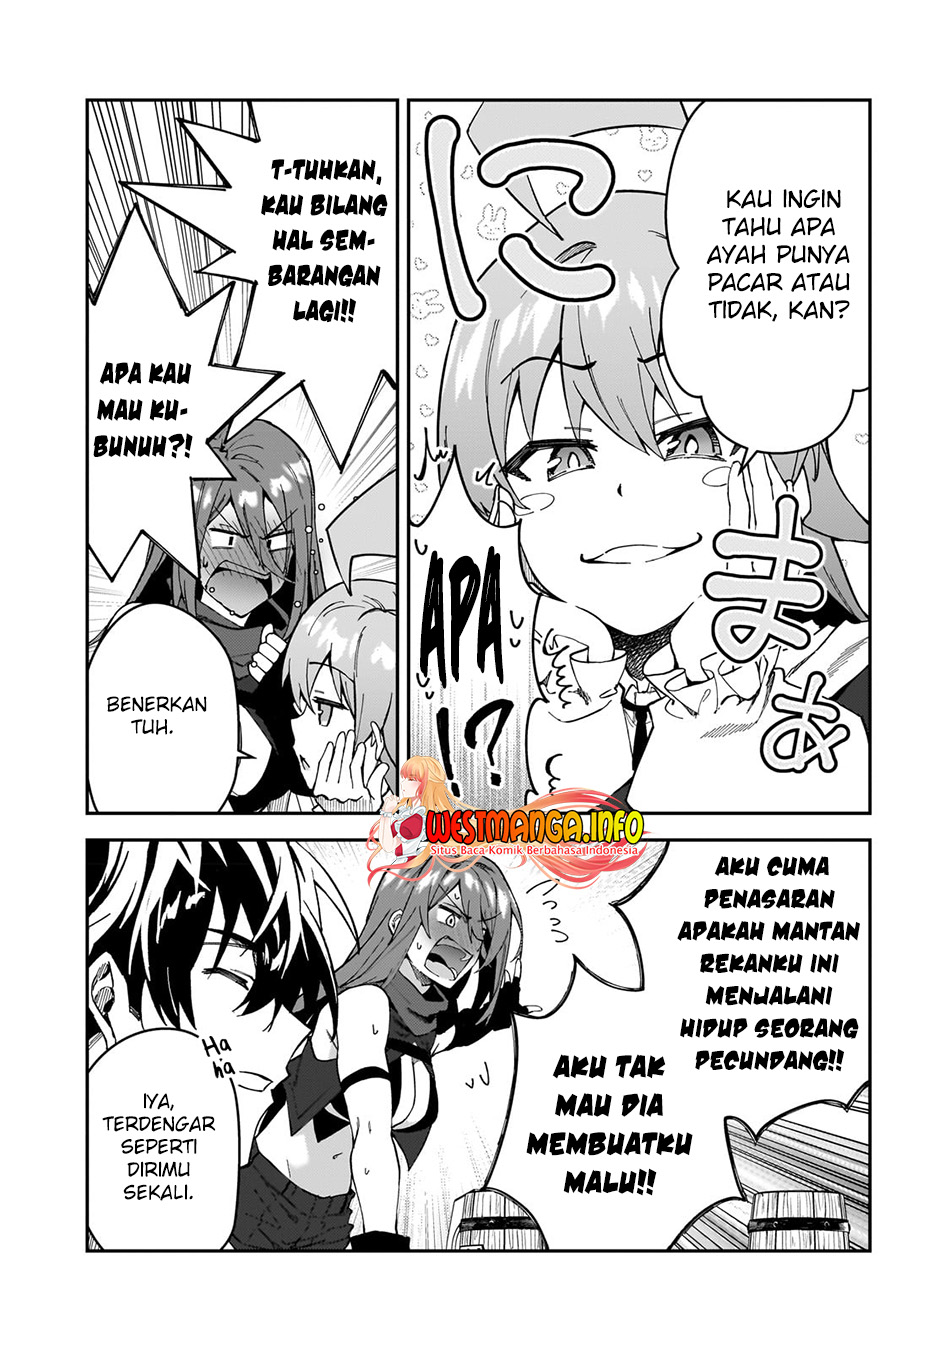 KAU INGIN
TAHU APA
AYAH PUNYA
PACAR ATAU
TIDAK, KAN?
にまぁ
APA
!?
T-TUHKAN,
KAU BILANG
HAL SEM-
BARANGAN
LAGI!!
APA KAU
MAU KU-
BUNUH?!
BENERKAN
TUH.
WESTMANGA.INFO
Situs Baca Komik Berbahasa Indonesia
AKU CUMA
PENASARAN
APAKAH MANTAN
REKANKU INI
MENJALANI
HIDUP SEORANG
PECUNDANG!!
AKU TAK
MAU DIA
MEMBUATKU
MALU!!
Ha
ha
IYA,
TERDENGAR
SEPERTI
DIRIMU
SEKALI.